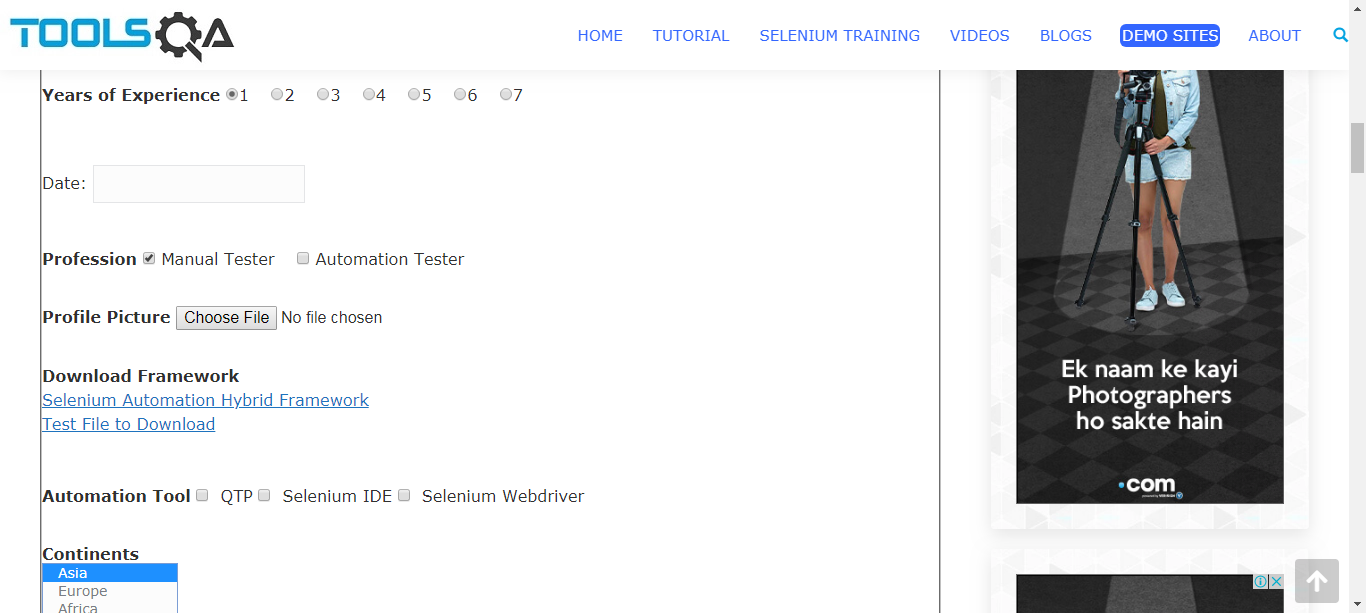 TOOLSQA
HOME TUTORIAL SELENIUM TRAINING VIDEOS BLOGS DEMO SITES ABOUT
Years of Experience 1 2 3 4 5 6 7
Date:
Profession Manual Tester Automation Tester
Profile Picture Choose File No file chosen
Download Framework
Selenium Automation Hybrid Framework
Test File to Download
Automation Tool QTP Selenium IDE Selenium Webdriver
Continents
Asia
Europe
Africa
Ek naam ke kayi
Photographers
ho sakte hain
.com